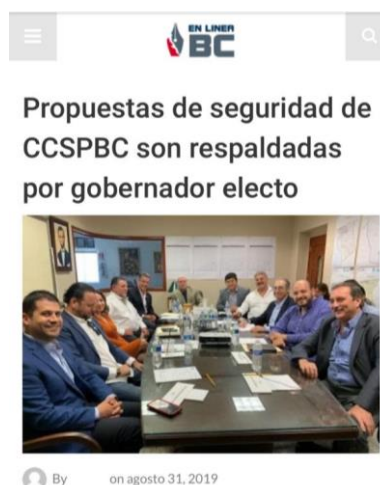 EN LINEA
BC
Propuestas de seguridad de
CCSPBC son respaldadas
por gobernador electo
By on agosto 31, 2019